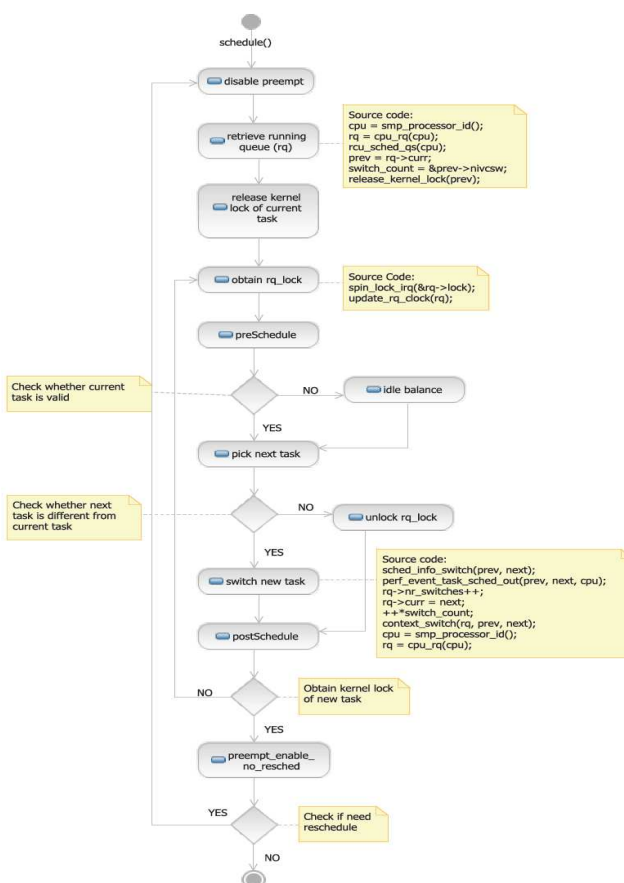 schedule()
disable preempt
retrieve running
queue (rq)
Source code:
cpu = smp_processor_id();
rq = cpu_rq(cpu);
rcu_sched_qs(cpu);
prev = rq->curr;
switch_count = &prev->nivcsw;
release_kernel_lock(prev);
release kernel
lock of current
task
obtain rq_lock
Source Code:
spin_lock_irq(&rq->lock);
update_rq_clock(rq);
preSchedule
Check whether current
task is valid
NO
idle balance
YES
pick next task
Check whether next
task is different from
current task
NO
unlock rq_lock
YES
switch new task
Source code:
sched_info_switch(prev, next);
perf_event_task_sched_out(prev, next, cpu);
rq->nr_switches++;
rq->curr = next;
++*switch_count;
context_switch(rq, prev, next);
cpu = smp_processor_id();
rq = cpu_rq(cpu);
postSchedule
NO
Obtain kernel lock
of new task
YES
preempt_enable_
no_resched
YES
Check if need
reschedule
NO